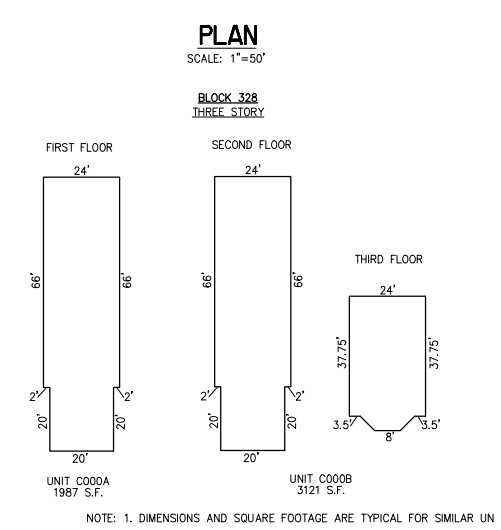 PLAN
SCALE: 1"=50'
BLOCK 328
THREE STORY
FIRST FLOOR
24'
66'
66'
2'
2'
20'
20'
20'
UNIT C000A
1987 S.F.
SECOND FLOOR
24'
66'
66'
2'
2'
20'
20'
20'
THIRD FLOOR
24'
37.75'
37.75'
3.5'
3.5'
8'
UNIT C000B
3121 S.F.
NOTE: 1. DIMENSIONS AND SQUARE FOOTAGE ARE TYPICAL FOR SIMILAR UN